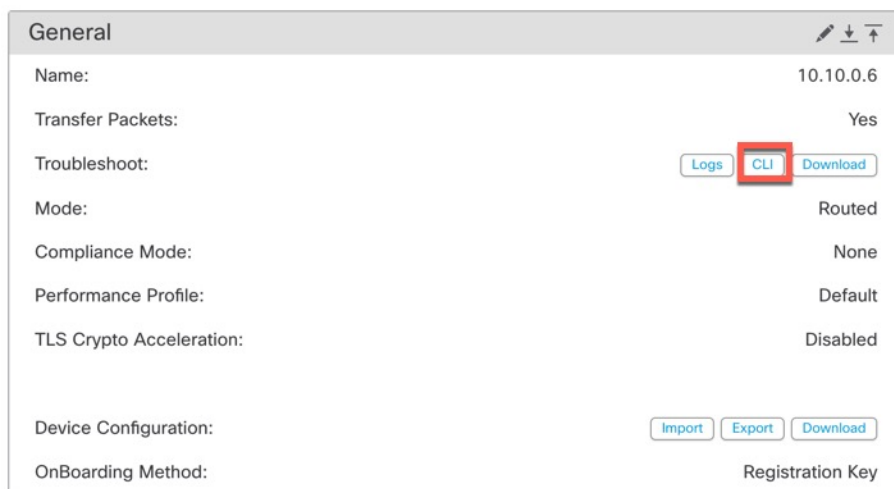 General
Name: 10.10.0.6
Transfer Packets: Yes
Troubleshoot: Logs CLI Download
Mode: Routed
Compliance Mode: None
Performance Profile: Default
TLS Crypto Acceleration: Disabled
Device Configuration: Import Export Download
OnBoarding Method: Registration Key